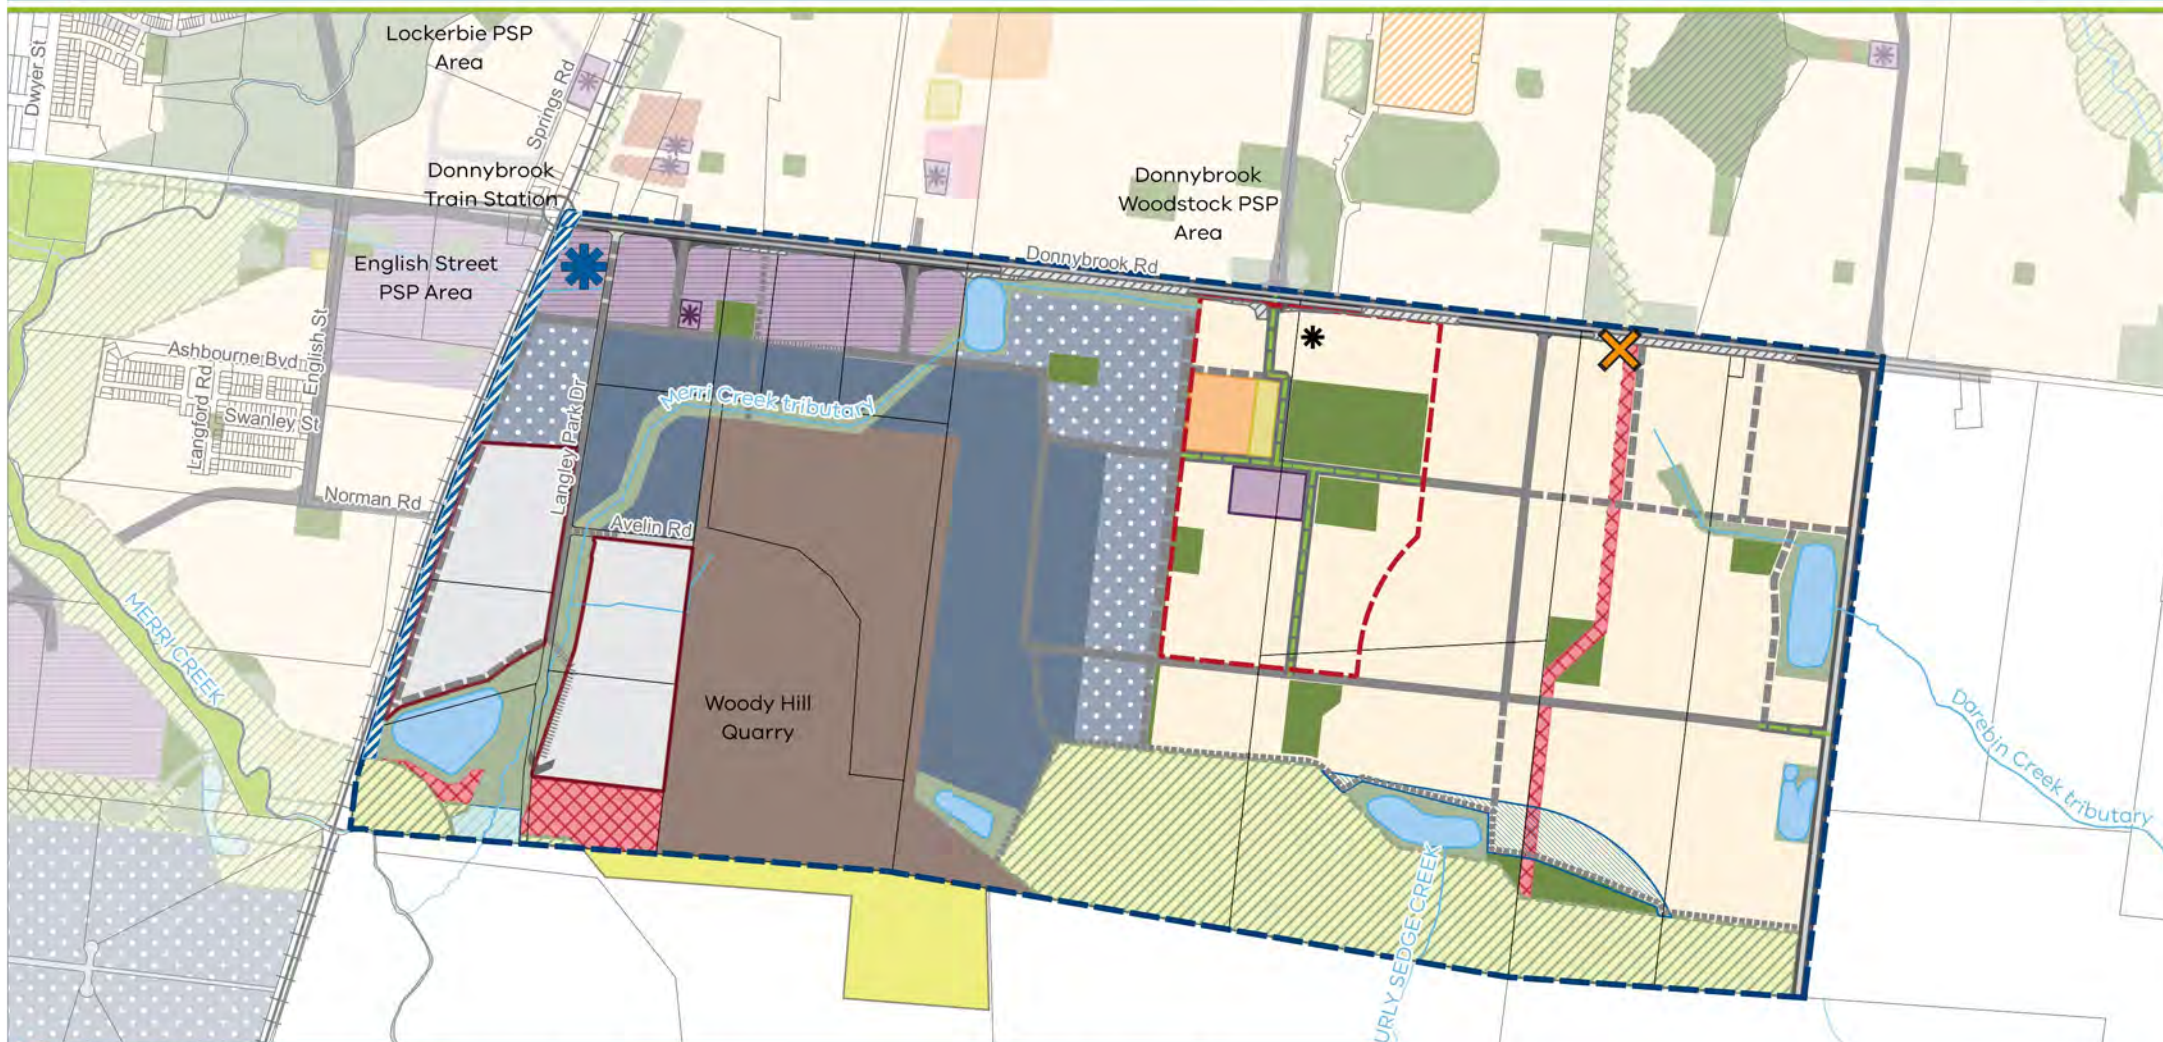 Lockerbie PSP
Area
Dwyer St
Springs Rd
Donnybrook
Train Station
Donnybrook
Woodstock PSP
Area
English Street
PSP Area
Donnybrook Rd
Ashbourne Bvd
English St
Langford Rd
Swanley St
Langley Park Dr
Merri Creek tributary
Norman Rd
Avelin Rd
MERRI CREEK
Woody Hill
Quarry
Darebin Creek tributary
URLY SEDGE CREEK